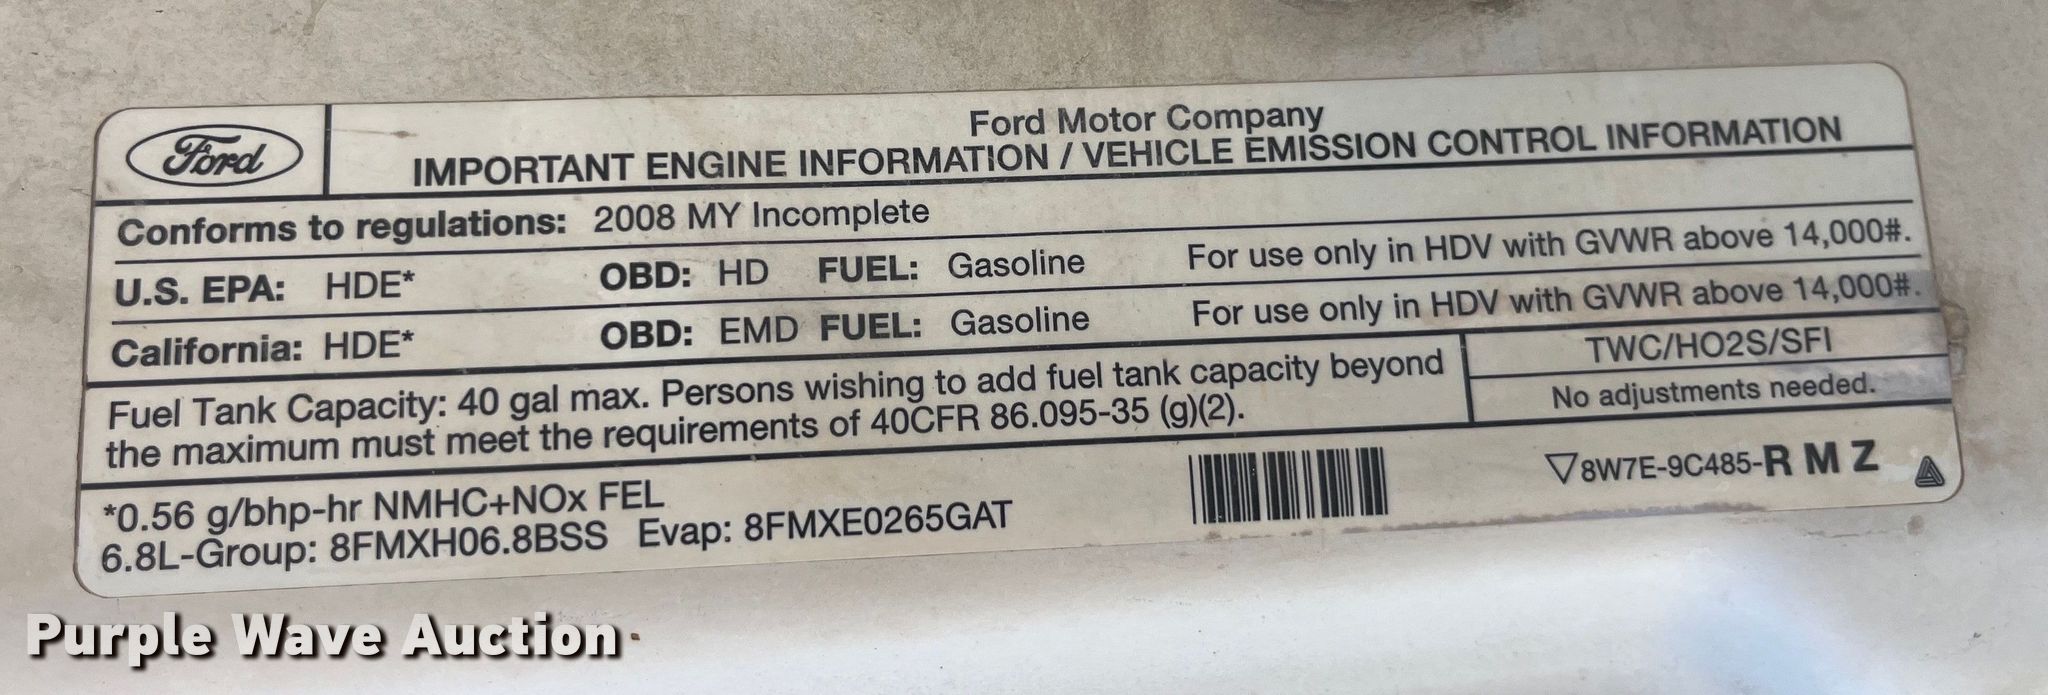 Ford
Ford Motor Company
IMPORTANT ENGINE INFORMATION / VEHICLE EMISSION CONTROL INFORMATION
Conforms to regulations: 2008 MY Incomplete
U.S. EPA: HDE* OBD: HD FUEL: Gasoline For use only in HDV with GVWR above 14,000#.
California: HDE* OBD: EMD FUEL: Gasoline For use only in HDV with GVWR above 14,000#.
Fuel Tank Capacity: 40 gal max. Persons wishing to add fuel tank capacity beyond
the maximum must meet the requirements of 40CFR 86.095-35 (g)(2).
TWC/HO2S/SFI
No adjustments needed.
*0.56 g/bhp-hr NMHC+NOx FEL
6.8L-Group: 8FMXH06.8BSS Evap: 8FMXE0265GAT
▽8W7E-9C485-R M Z
Purple Wave Auction